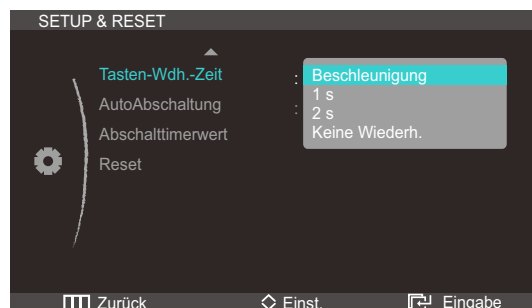 SETUP & RESET
Tasten-Wdh.-Zeit : Beschleunigung
1 s
AutoAbschaltung :
2 s
Abschalttimerwert Keine Wiederh.
Reset
Zurück Einst. Eingabe